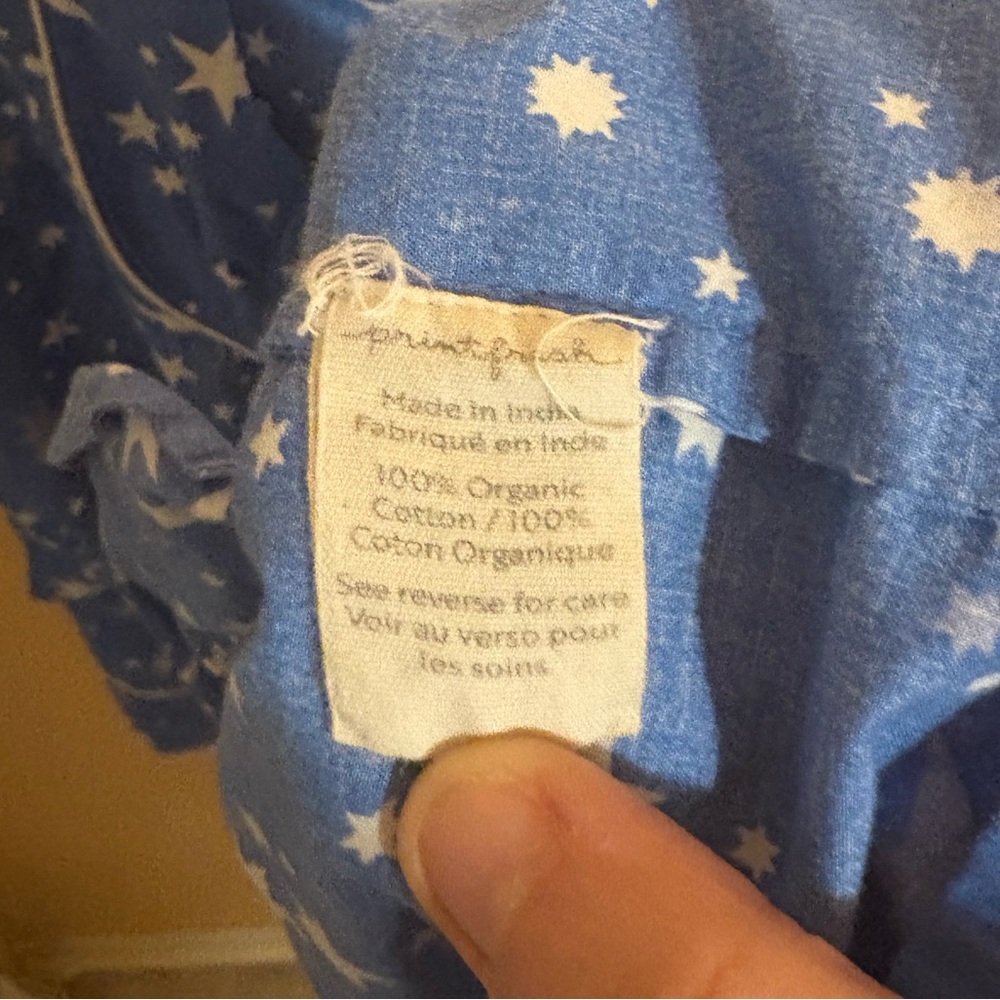 printfresh
Made in India
Fabriqué en Inde
100% Organic
Cotton / 100%
Coton Organique
See reverse for care
Voir au verso pour
les soins